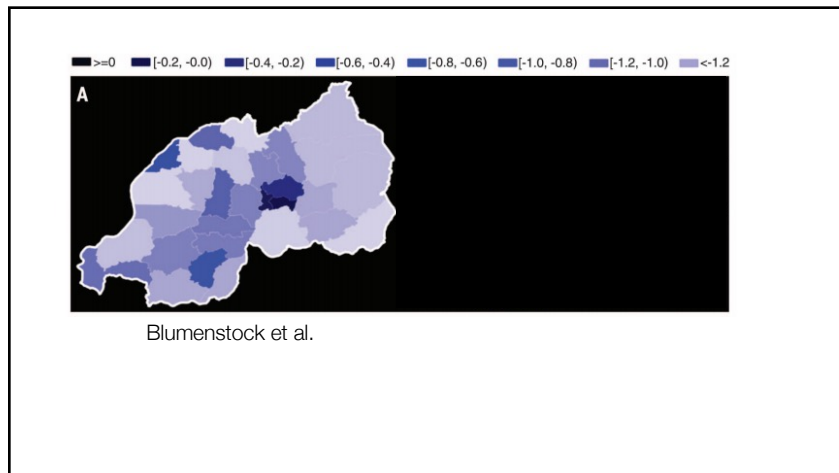 >=0 [-0.2, -0.0) [-0.4, -0.2) [-0.6, -0.4) [-0.8, -0.6) [-1.0, -0.8) [-1.2, -1.0) <-1.2
A
Blumenstock et al.